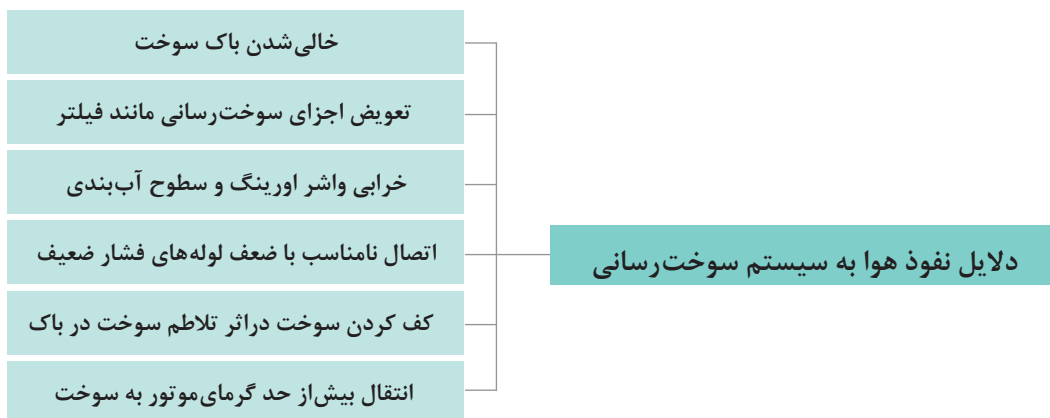 دلایل نفوذ هوا به سیستم سوخت‌رسانی
خالی‌شدن باک سوخت
تعویض اجزای سوخت‌رسانی مانند فیلتر
خرابی واشر اورینگ و سطوح آب‌بندی
اتصال نامناسب با ضعف لوله‌های فشار ضعیف
کف کردن سوخت دراثر تلاطم سوخت در باک
انتقال بیش‌از حد گرمای‌موتور به سوخت